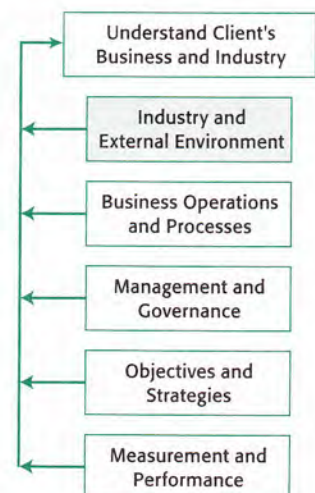 Understand Client's
Business and Industry
Industry and
External Environment
Business Operations
and Processes
Management and
Governance
Objectives and
Strategies
Measurement and
Performance